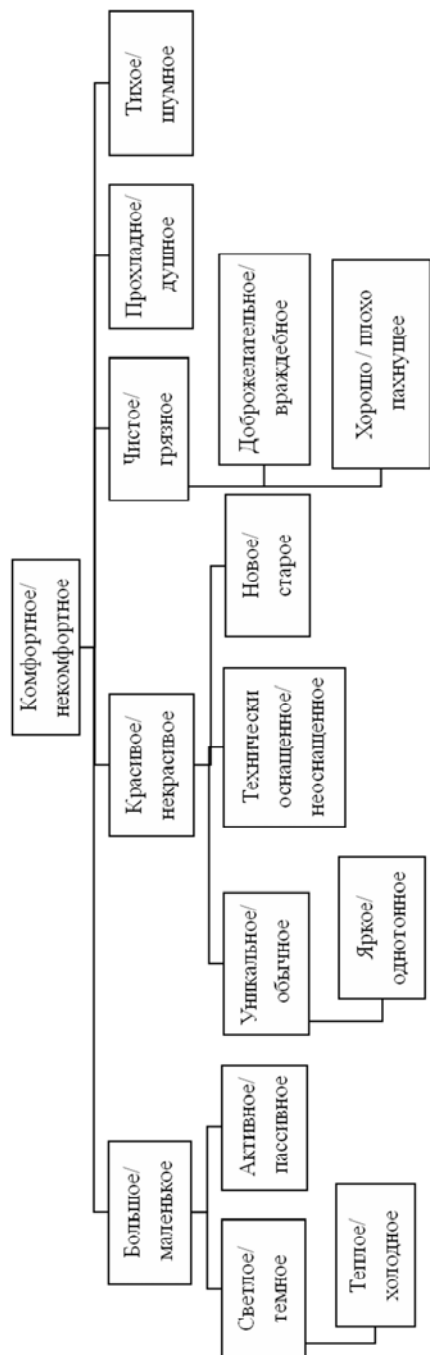 Комфортное/
некомфортное
Большое/
маленькое
Красивое/
некрасивое
Чистое/
грязное
Прохладное/
душное
Тихое/
шумное
Светлое/
темное
Активное/
пассивное
Уникальное/
обычное
Технически
оснащенное/
неоснащенное
Новое/
старое
Доброжелательное/
враждебное
Теплое/
холодное
Яркое/
однотонное
Хорошо / плохо
пахнущее